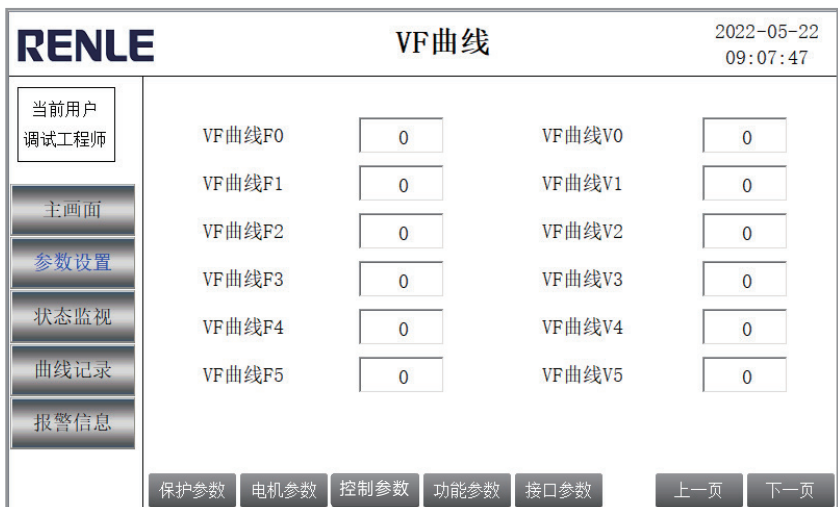 RENLE
VF曲线
2022-05-22
09:07:47
当前用户
调试工程师
主画面
参数设置
状态监视
曲线记录
报警信息
VF曲线F0 0 VF曲线V0 0
VF曲线F1 0 VF曲线V1 0
VF曲线F2 0 VF曲线V2 0
VF曲线F3 0 VF曲线V3 0
VF曲线F4 0 VF曲线V4 0
VF曲线F5 0 VF曲线V5 0
保护参数 电机参数 控制参数 功能参数 接口参数 上一页 下一页